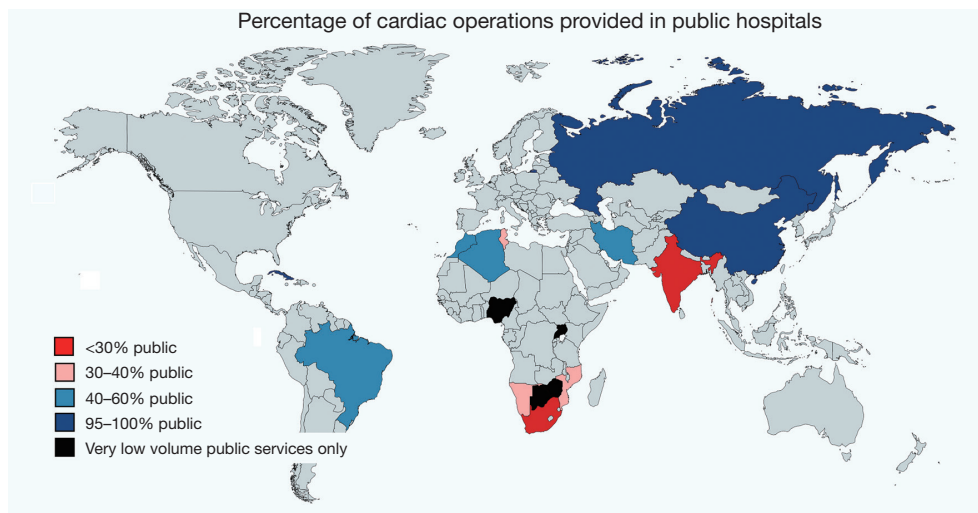 Percentage of cardiac operations provided in public hospitals
<30% public
30–40% public
40–60% public
95–100% public
Very low volume public services only